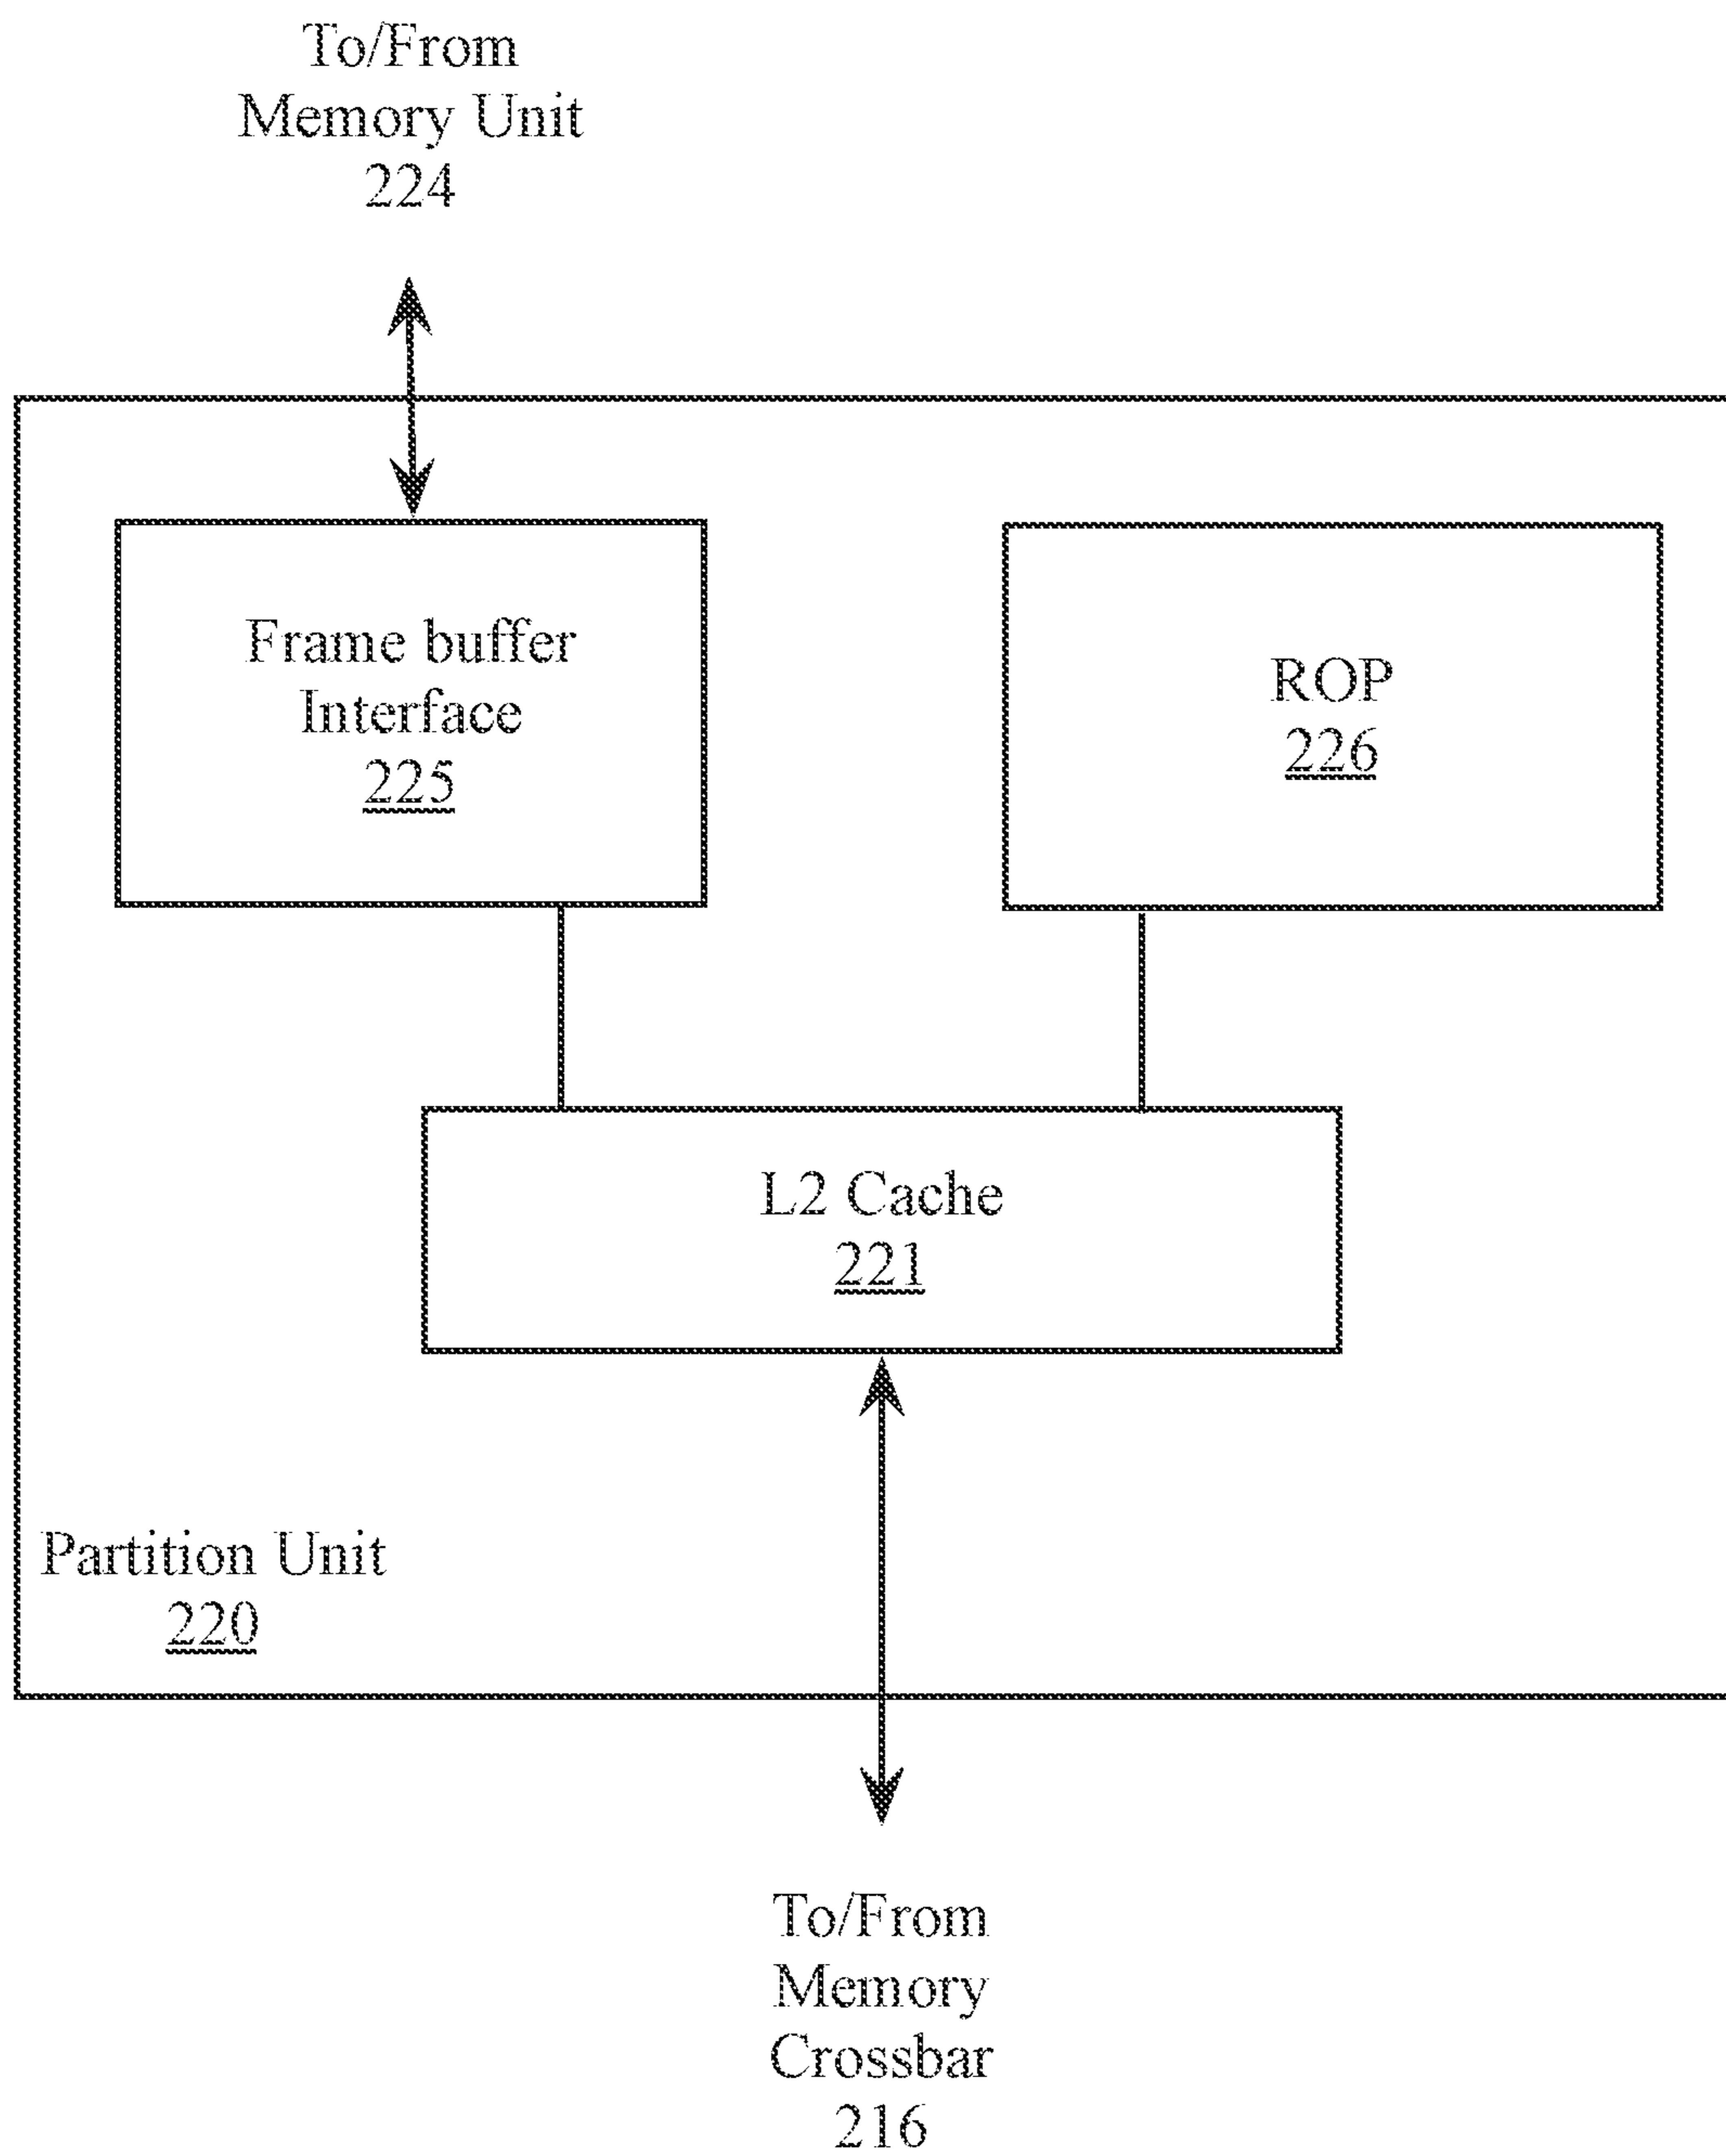 To/From
Memory Unit
224
Frame buffer
Interface
225
ROP
226
L2 Cache
221
Partition Unit
220
To/From
Memory
Crossbar
216